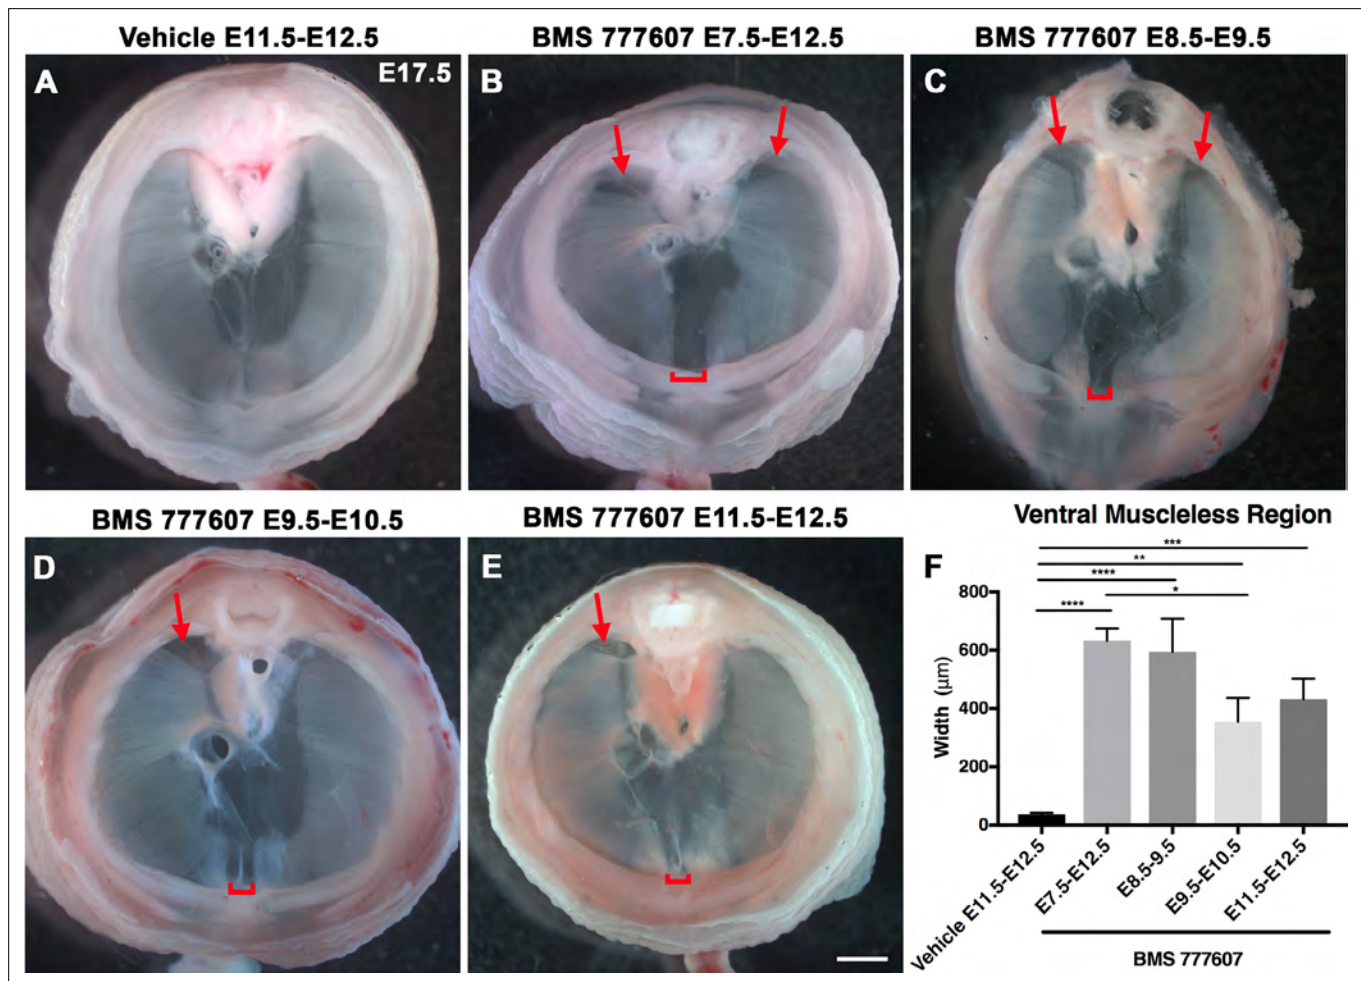 Vehicle E11.5-E12.5
BMS 777607 E7.5-E12.5
BMS 777607 E8.5-E9.5
A
E17.5
B
C
BMS 777607 E9.5-E10.5
BMS 777607 E11.5-E12.5
D
E
F
Ventral Muscleless Region
***
**
****
*
****
Width (µm)
800
600
400
200
0
Vehicle E11.5-E12.5
E7.5-E12.5
E8.5-9.5
E9.5-E10.5
E11.5-E12.5
BMS 777607